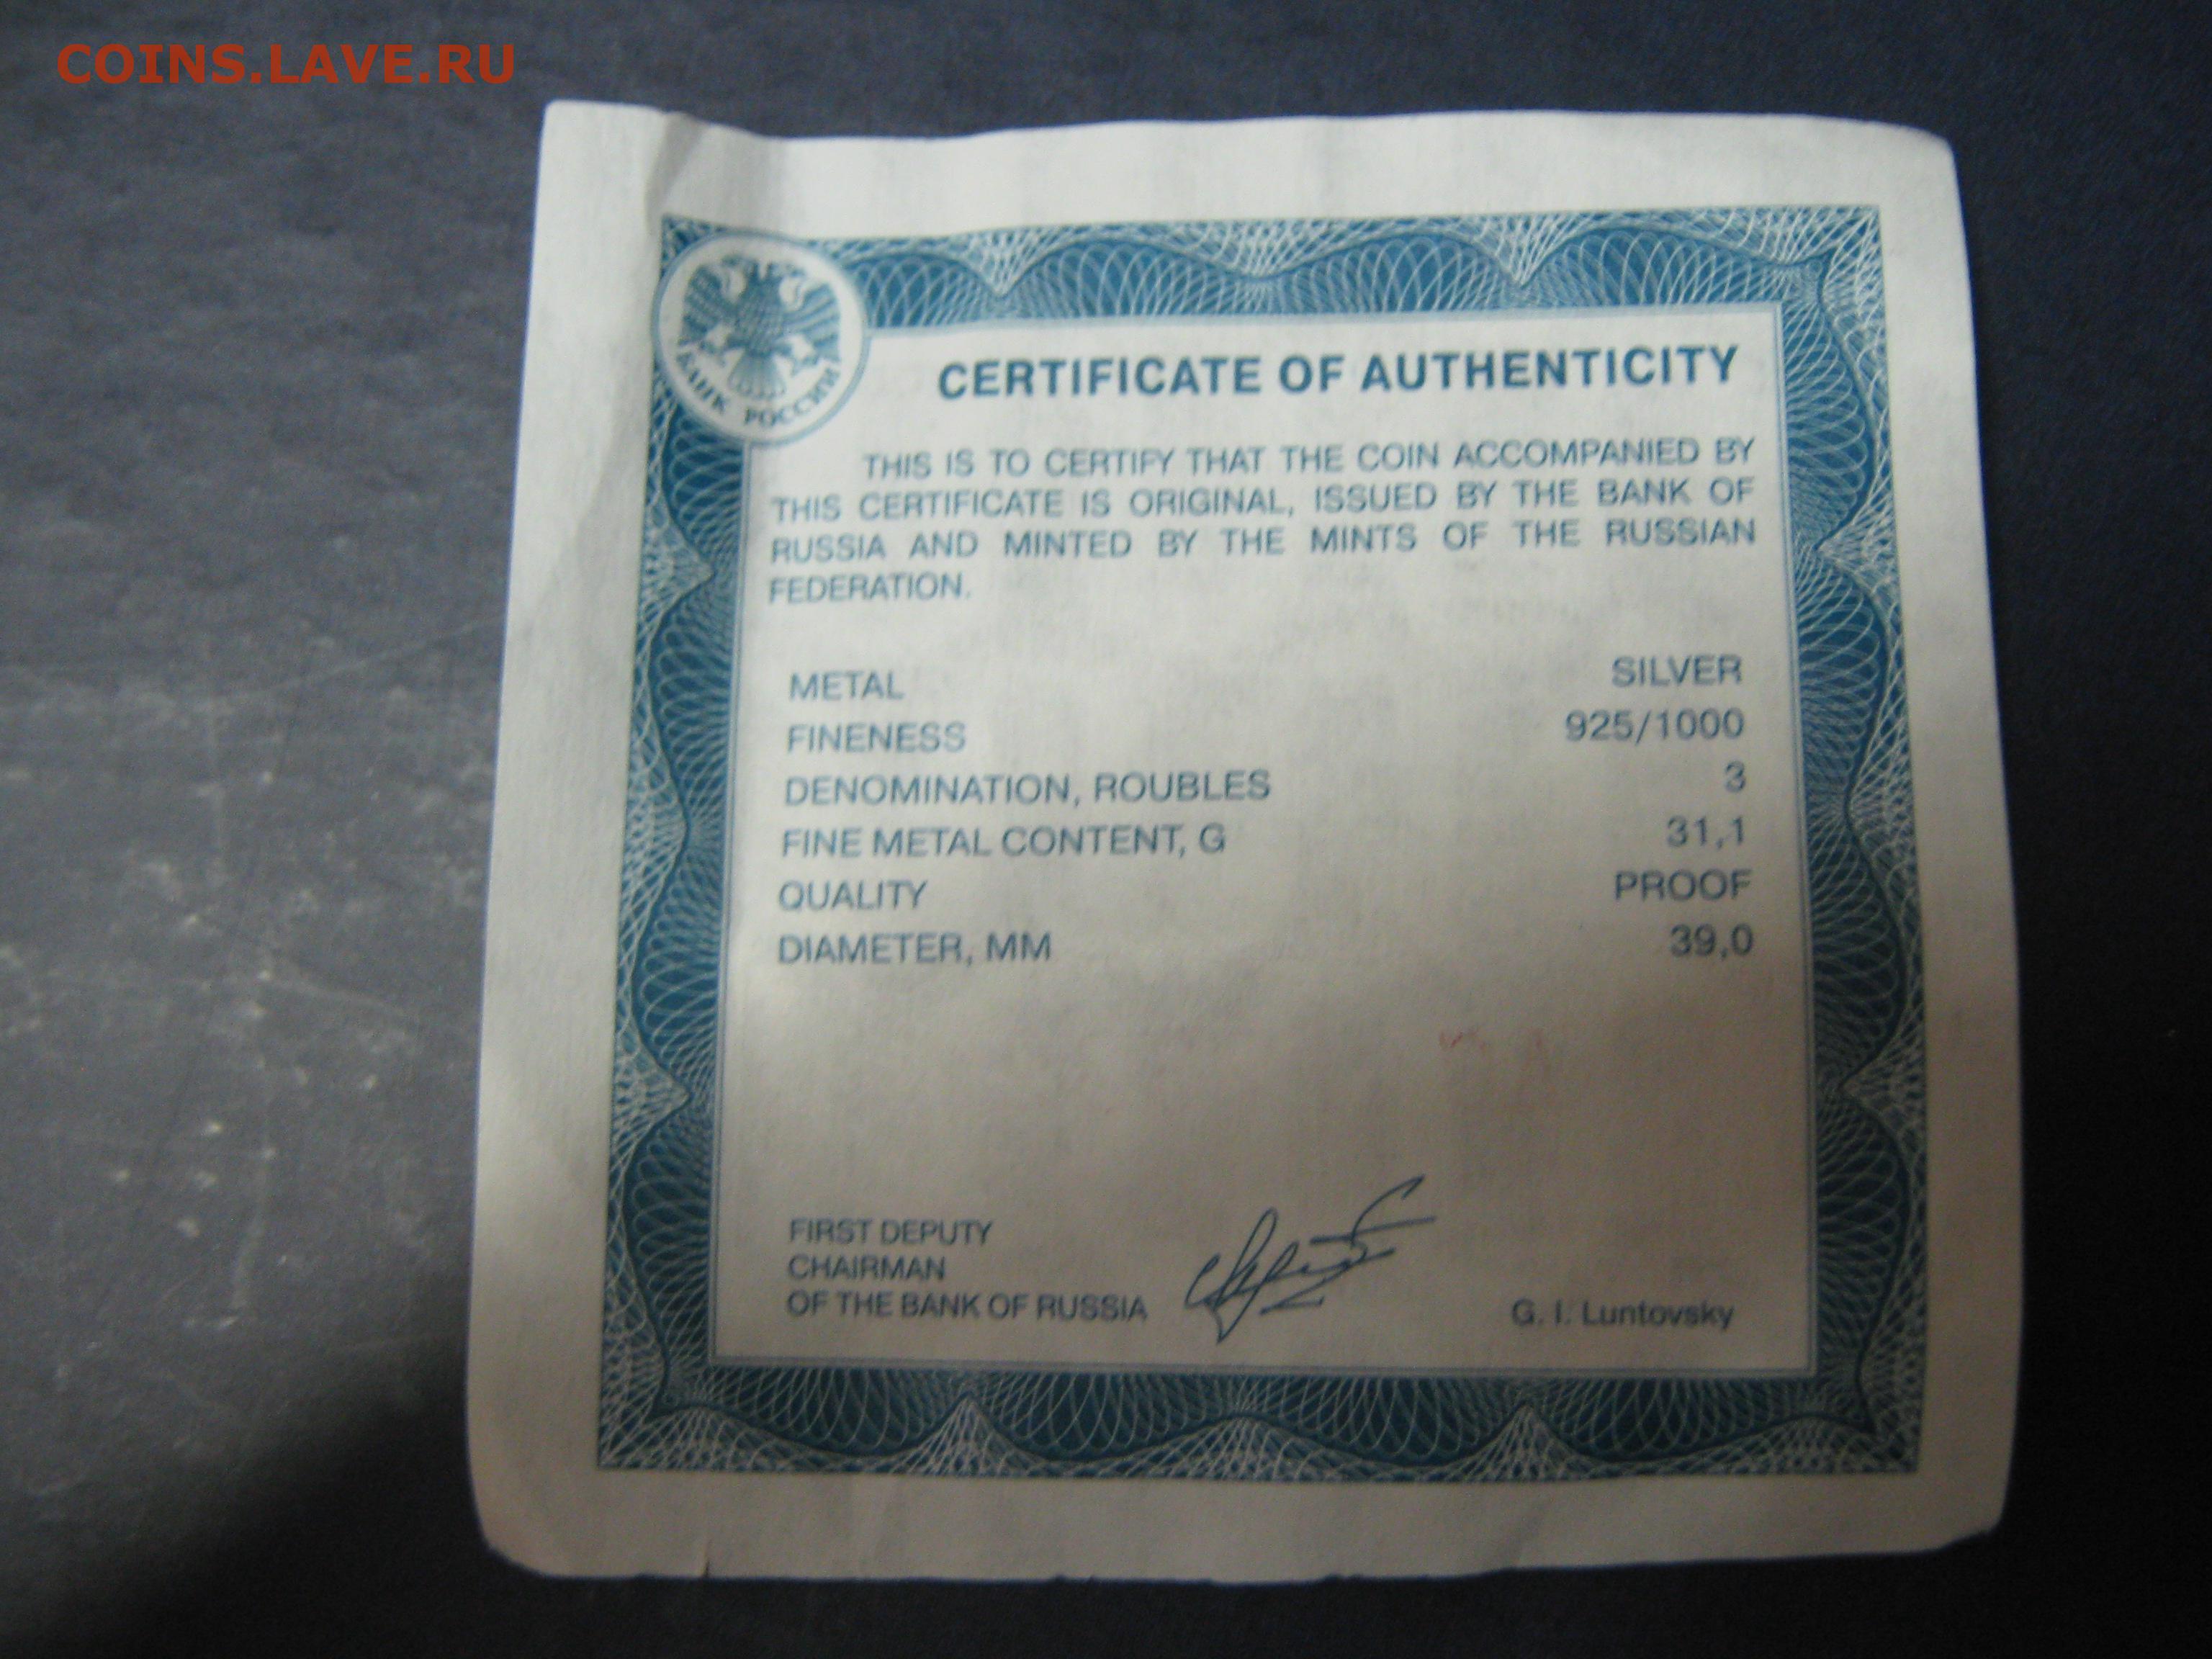 COINS.LAVE.RU
БАНК РОССИИ
CERTIFICATE OF AUTHENTICITY
THIS IS TO CERTIFY THAT THE COIN ACCOMPANIED BY
THIS CERTIFICATE IS ORIGINAL, ISSUED BY THE BANK OF
RUSSIA AND MINTED BY THE MINTS OF THE RUSSIAN
FEDERATION.
METAL SILVER
FINENESS 925/1000
DENOMINATION, ROUBLES 3
FINE METAL CONTENT, G 31,1
QUALITY PROOF
DIAMETER, MM 39,0
FIRST DEPUTY
CHAIRMAN
OF THE BANK OF RUSSIA G. I. Luntovsky